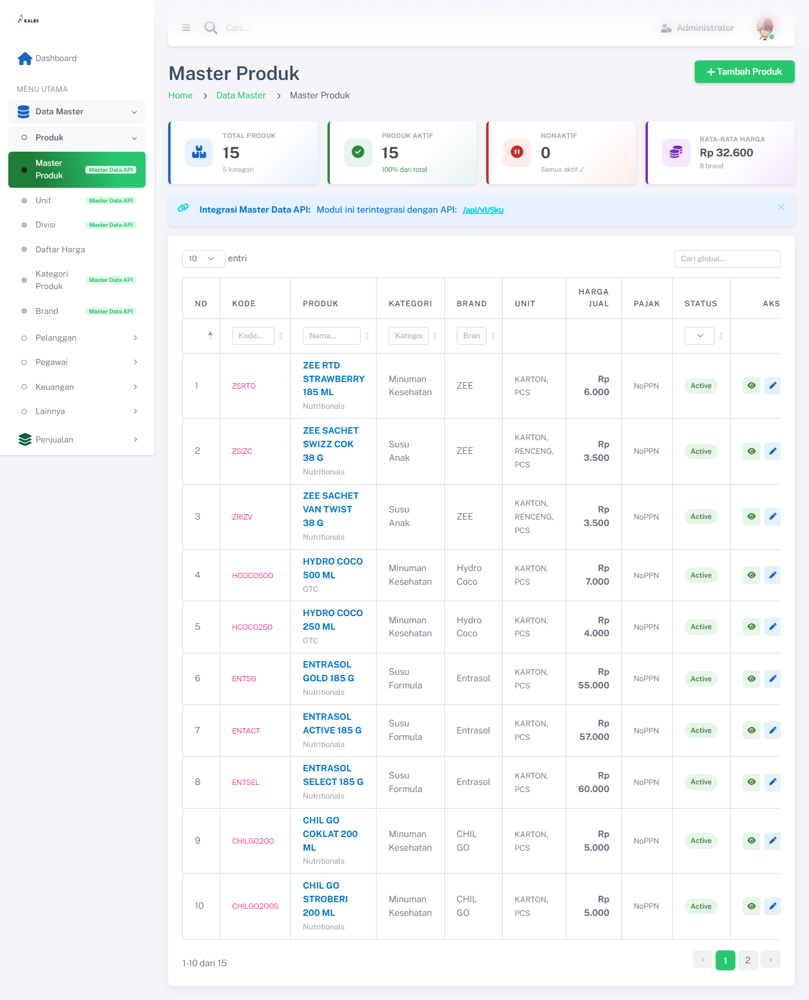 KALBE
Dashboard
MENU UTAMA
Data Master
Produk
Master
Produk
Master Data API
Unit
Master Data API
Divisi
Master Data API
Daftar Harga
Kategori
Produk
Master Data API
Brand
Master Data API
Pelanggan
Pegawai
Keuangan
Lainnya
Penjualan
Cari...
Administrator
Master Produk
Home > Data Master > Master Produk
+ Tambah Produk
TOTAL PRODUK
15
5 kategori
PRODUK AKTIF
15
100% dari total
NONAKTIF
0
Semua aktif ✓
RATA-RATA HARGA
Rp 32.600
8 brand
Integrasi Master Data API: Modul ini terintegrasi dengan API: /api/v1/Sku
10 entri
Cari global...
NO KODE PRODUK KATEGORI BRAND UNIT HARGA JUAL PAJAK STATUS AKS
Kode... Nama... Kategoi Bran
1 ZSRTD ZEE RTD STRAWBERRY 185 ML Nutritionals Minuman Kesehatan ZEE KARTON, PCS Rp 6.000 NoPPN Active
2 ZSIZC ZEE SACHET SWIZZ COK 38 G Nutritionals Susu Anak ZEE KARTON, RENCENG, PCS Rp 3.500 NoPPN Active
3 ZRIZV ZEE SACHET VAN TWIST 38 G Nutritionals Susu Anak ZEE KARTON, RENCENG, PCS Rp 3.500 NoPPN Active
4 HCOCO500 HYDRO COCO 500 ML OTC Minuman Kesehatan Hydro Coco KARTON, PCS Rp 7.000 NoPPN Active
5 HCOCO250 HYDRO COCO 250 ML OTC Minuman Kesehatan Hydro Coco KARTON, PCS Rp 4.000 NoPPN Active
6 ENTSG ENTRASOL GOLD 185 G Nutritionals Susu Formula Entrasol KARTON, PCS Rp 55.000 NoPPN Active
7 ENTACT ENTRASOL ACTIVE 185 G Nutritionals Susu Formula Entrasol KARTON, PCS Rp 57.000 NoPPN Active
8 ENTSEL ENTRASOL SELECT 185 G Nutritionals Susu Formula Entrasol KARTON, PCS Rp 60.000 NoPPN Active
9 CHILGO200 CHIL GO COKLAT 200 ML Nutritionals Minuman Kesehatan CHIL GO KARTON, PCS Rp 5.000 NoPPN Active
10 CHILGO200S CHIL GO STROBERI 200 ML Nutritionals Minuman Kesehatan CHIL GO KARTON, PCS Rp 5.000 NoPPN Active
1-10 dari 15
‹ 1 2 ›